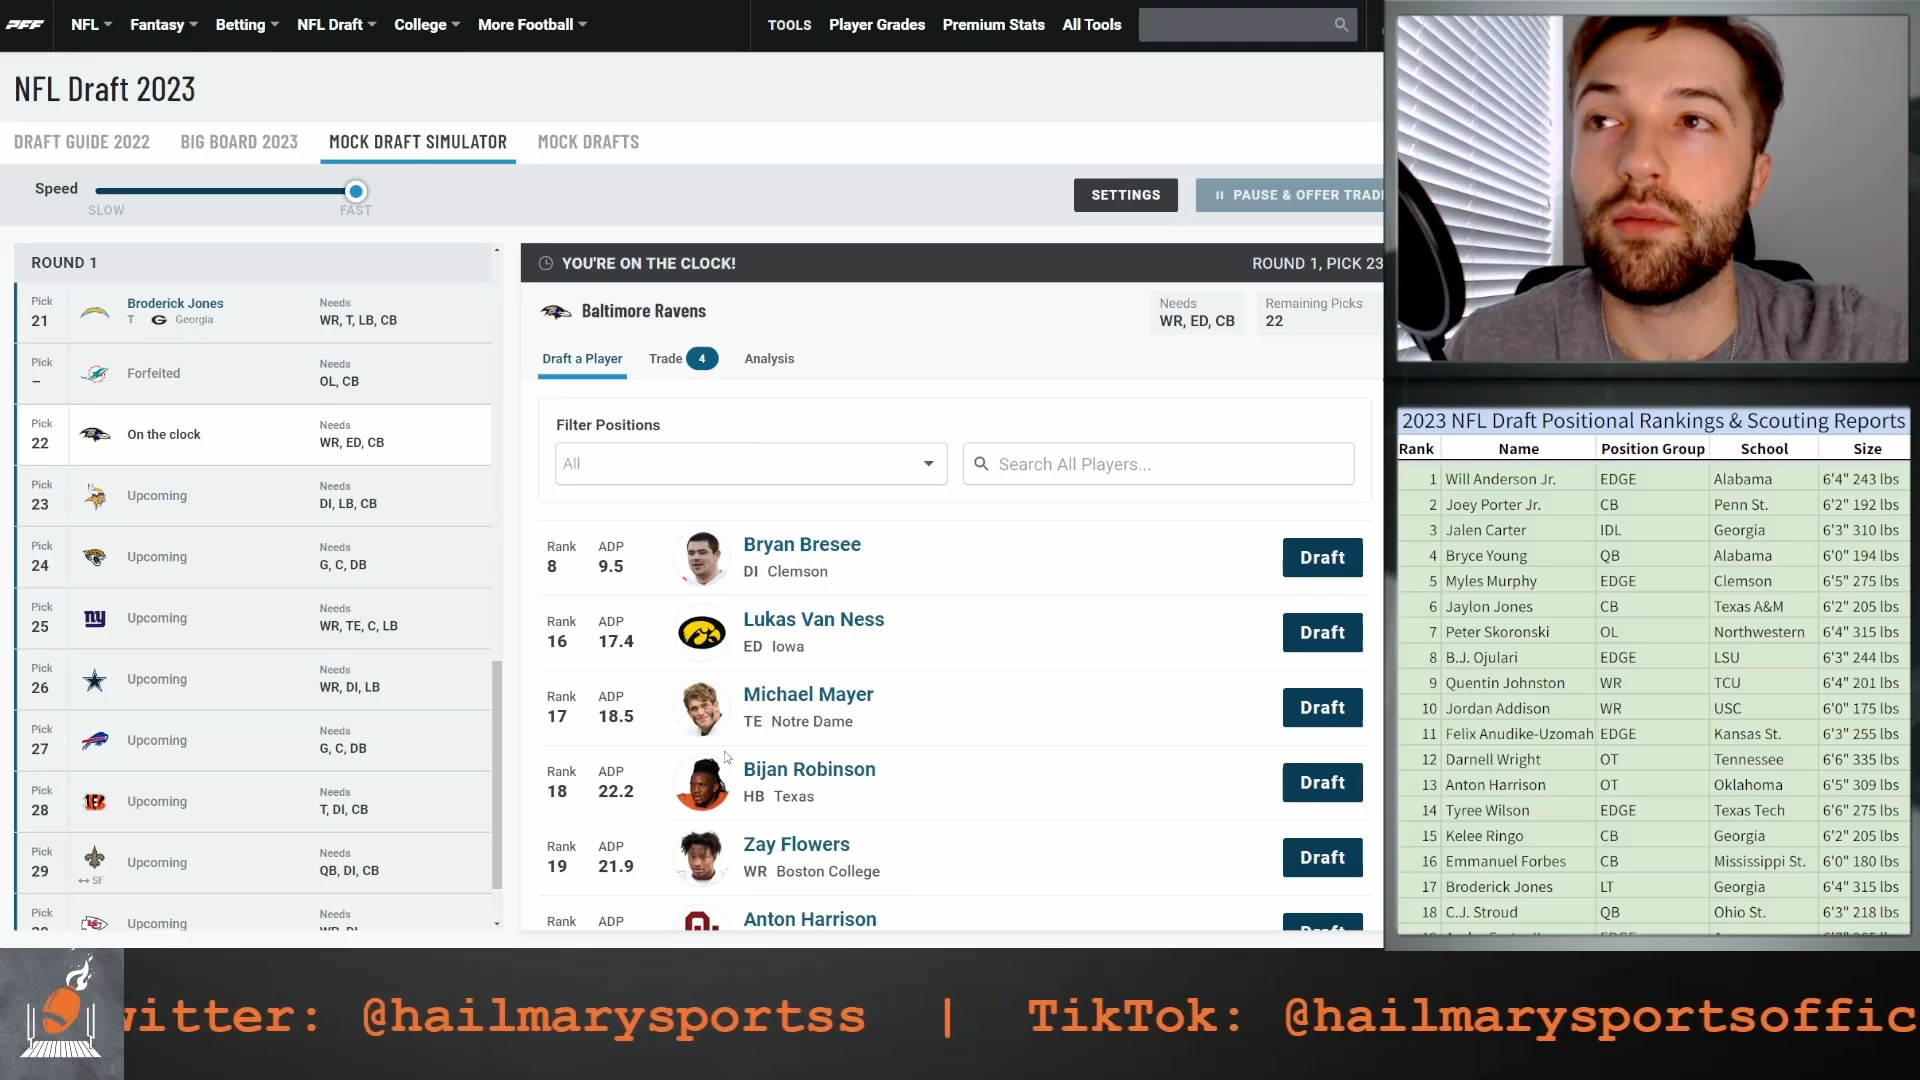 PFF
NFL
Fantasy
Betting
NFL Draft
College
More Football
TOOLS
Player Grades
Premium Stats
All Tools
NFL Draft 2023
DRAFT GUIDE 2022
BIG BOARD 2023
MOCK DRAFT SIMULATOR
MOCK DRAFTS
Speed
SLOW
FAST
SETTINGS
PAUSE & OFFER TRAD
ROUND 1
Pick 21 Broderick Jones T G Georgia Needs WR, T, LB, CB
Pick – Forfeited Needs OL, CB
Pick 22 On the clock Needs WR, ED, CB
Pick 23 Upcoming Needs DI, LB, CB
Pick 24 Upcoming Needs G, C, DB
Pick 25 ny Upcoming Needs WR, TE, C, LB
Pick 26 Upcoming Needs WR, DI, LB
Pick 27 Upcoming Needs G, C, DB
Pick 28 Upcoming Needs T, DI, CB
Pick 29 ↔ SF Upcoming Needs QB, DI, CB
Pick Upcoming Needs
YOU'RE ON THE CLOCK!
ROUND 1, PICK 23
Baltimore Ravens
Needs WR, ED, CB
Remaining Picks 22
Draft a Player
Trade 4
Analysis
Filter Positions
All
Search All Players...
Rank 8 ADP 9.5 Bryan Bresee DI Clemson Draft
Rank 16 ADP 17.4 Lukas Van Ness ED Iowa Draft
Rank 17 ADP 18.5 Michael Mayer TE Notre Dame Draft
Rank 18 ADP 22.2 Bijan Robinson HB Texas Draft
Rank 19 ADP 21.9 Zay Flowers WR Boston College Draft
Rank ADP Anton Harrison Draft
2023 NFL Draft Positional Rankings & Scouting Reports
Rank Name Position Group School Size
1 Will Anderson Jr. EDGE Alabama 6'4" 243 lbs
2 Joey Porter Jr. CB Penn St. 6'2" 192 lbs
3 Jalen Carter IDL Georgia 6'3" 310 lbs
4 Bryce Young QB Alabama 6'0" 194 lbs
5 Myles Murphy EDGE Clemson 6'5" 275 lbs
6 Jaylon Jones CB Texas A&M 6'2" 205 lbs
7 Peter Skoronski OL Northwestern 6'4" 315 lbs
8 B.J. Ojulari EDGE LSU 6'3" 244 lbs
9 Quentin Johnston WR TCU 6'4" 201 lbs
10 Jordan Addison WR USC 6'0" 175 lbs
11 Felix Anudike-Uzomah EDGE Kansas St. 6'3" 255 lbs
12 Darnell Wright OT Tennessee 6'6" 335 lbs
13 Anton Harrison OT Oklahoma 6'5" 309 lbs
14 Tyree Wilson EDGE Texas Tech 6'6" 275 lbs
15 Kelee Ringo CB Georgia 6'2" 205 lbs
16 Emmanuel Forbes CB Mississippi St. 6'0" 180 lbs
17 Broderick Jones LT Georgia 6'4" 315 lbs
18 C.J. Stroud QB Ohio St. 6'3" 218 lbs
witter: @hailmarysportss | TikTok: @hailmarysportsoffic